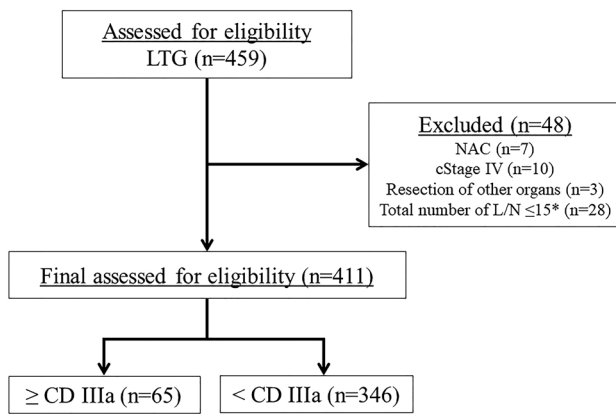 Assessed for eligibility
LTG (n=459)
Excluded (n=48)
NAC (n=7)
cStage IV (n=10)
Resection of other organs (n=3)
Total number of L/N ≤15* (n=28)
Final assessed for eligibility (n=411)
≥ CD IIIa (n=65)
< CD IIIa (n=346)